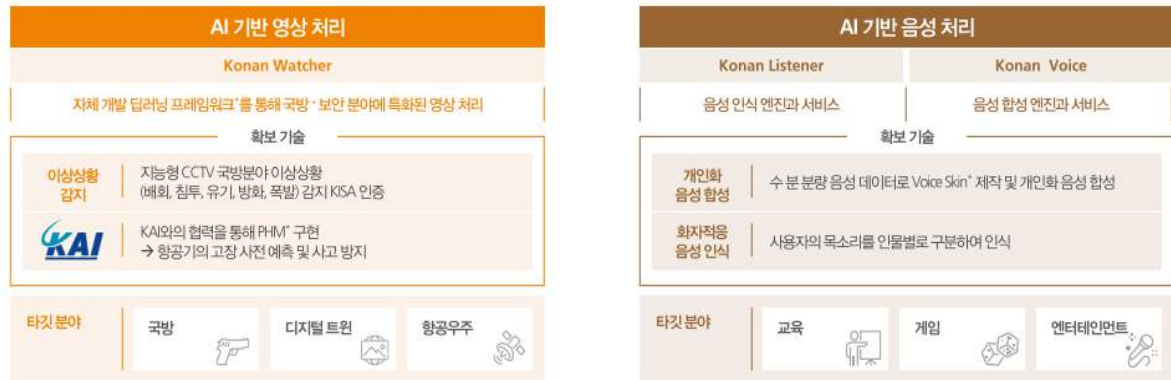 AI 기반 영상 처리
Konan Watcher
자체 개발 딥러닝 프레임워크*를 통해 국방·보안 분야에 특화된 영상 처리
확보 기술
이상상황
감지
지능형 CCTV 국방분야 이상상황
(배회, 침투, 유기, 방화, 폭발) 감지 KISA 인증
KAI
KAI와의 협력을 통해 PHM* 구현
→ 항공기의 고장 사전 예측 및 사고 방지
타깃 분야
국방
디지털 트윈
항공우주
AI 기반 음성 처리
Konan Listener
Konan Voice
음성 인식 엔진과 서비스
음성 합성 엔진과 서비스
확보 기술
개인화
음성 합성
수 분 분량 음성 데이터로 Voice Skin* 제작 및 개인화 음성 합성
화자적응
음성 인식
사용자의 목소리를 인물별로 구분하여 인식
타깃 분야
교육
게임
엔터테인먼트